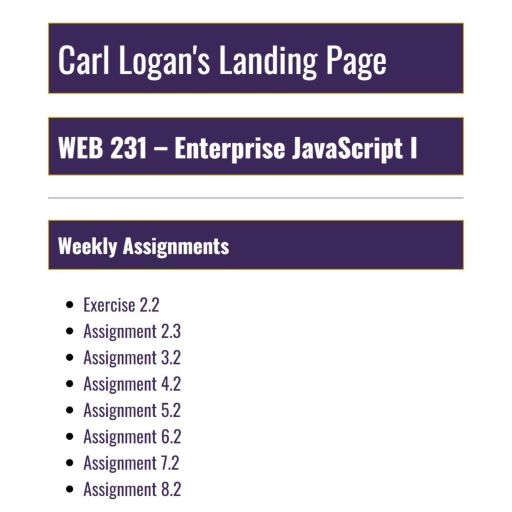 Carl Logan's Landing Page
WEB 231 – Enterprise JavaScript I
Weekly Assignments
Exercise 2.2
Assignment 2.3
Assignment 3.2
Assignment 4.2
Assignment 5.2
Assignment 6.2
Assignment 7.2
Assignment 8.2